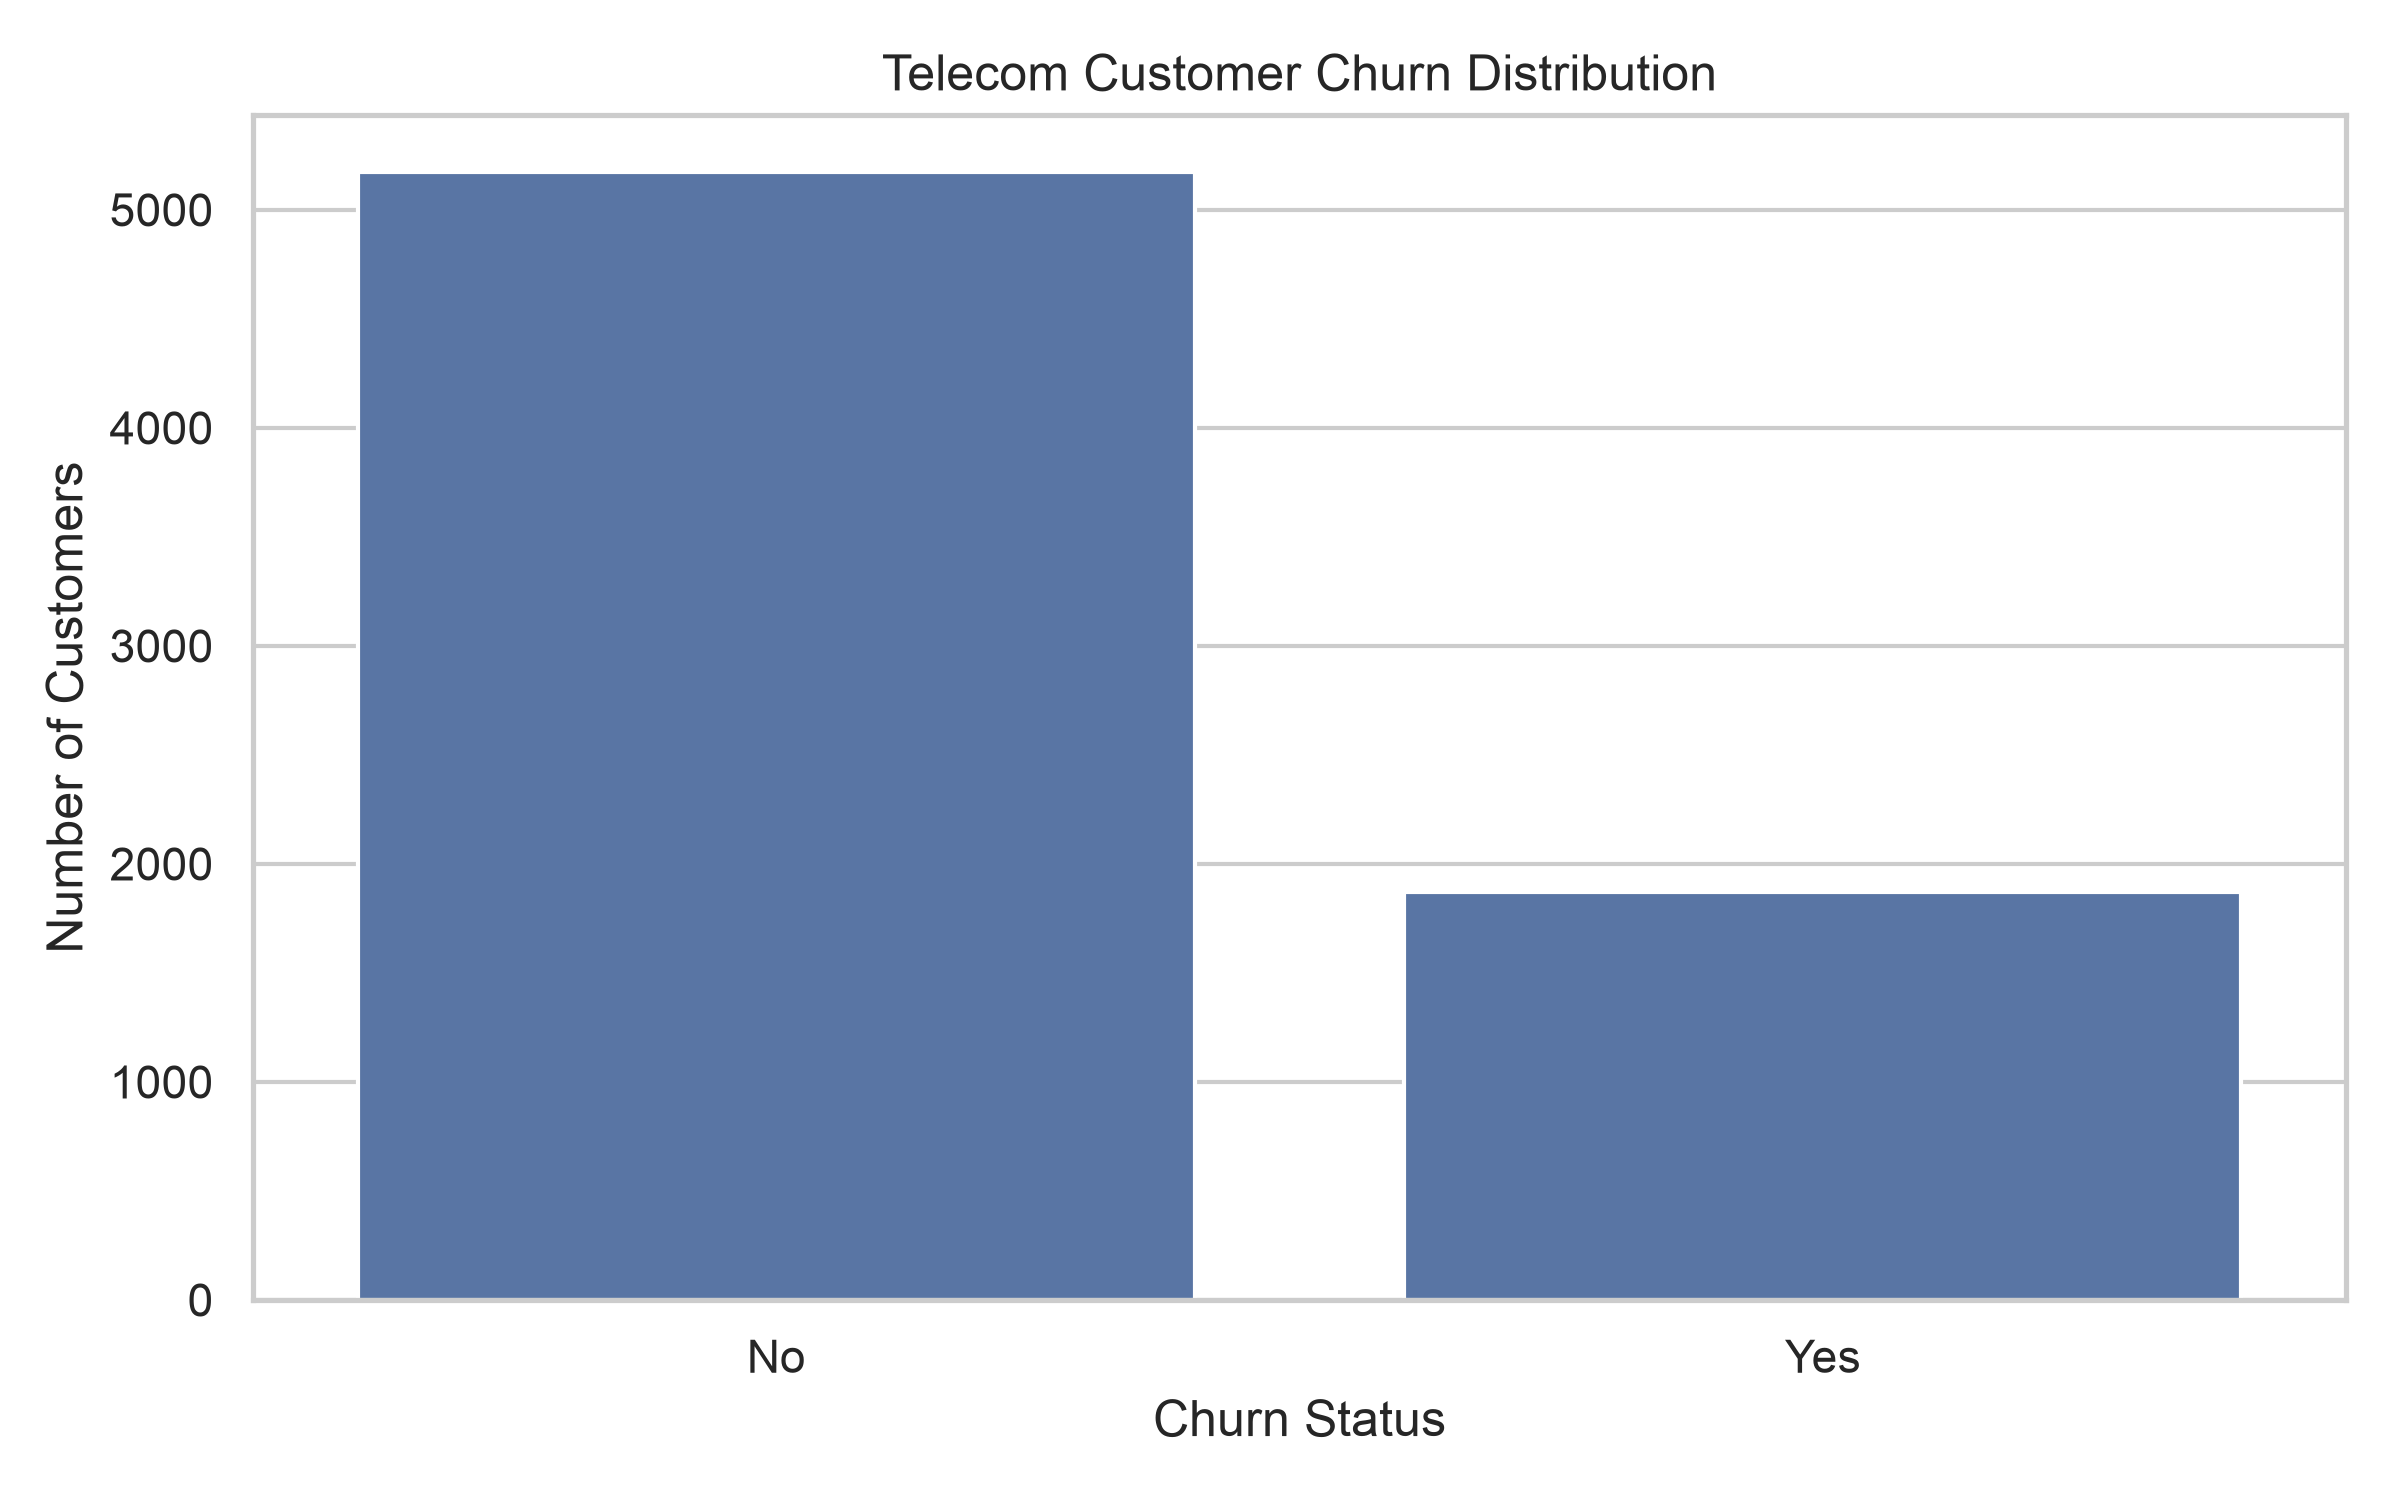 Telecom Customer Churn Distribution
Number of Customers
5000
4000
3000
2000
1000
0
No
Yes
Churn Status